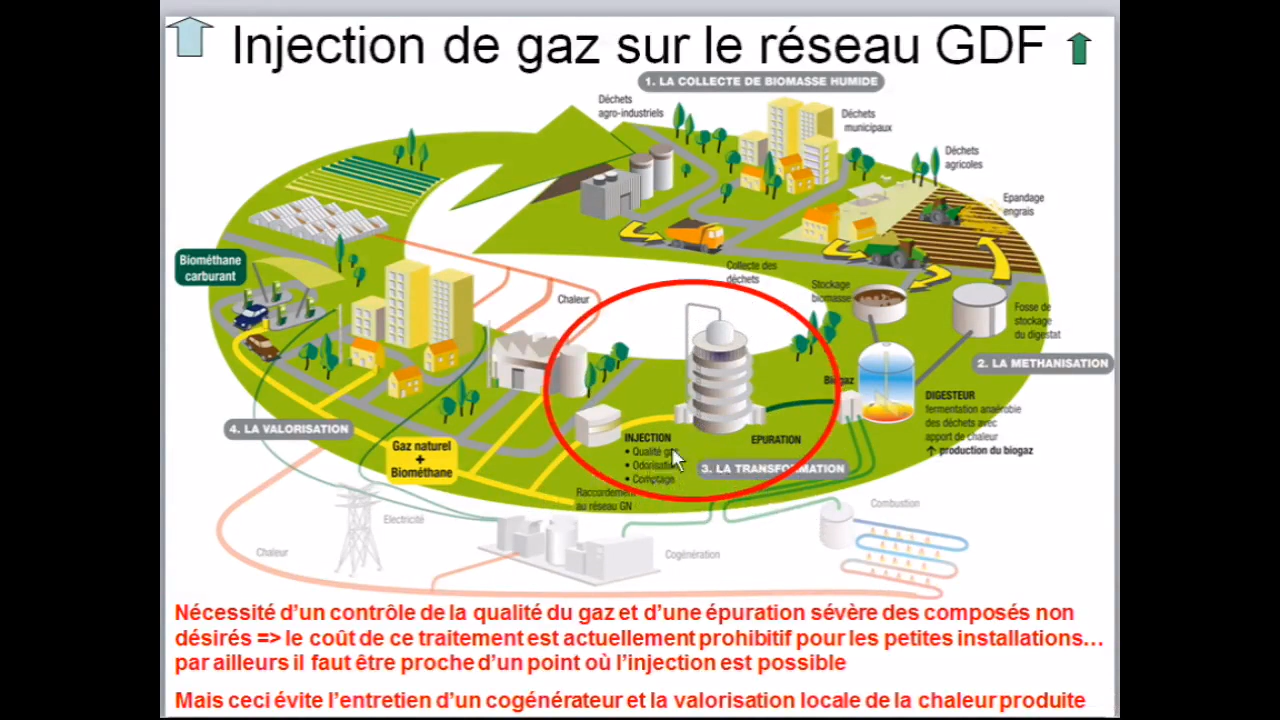 Injection de gaz sur le réseau GDF
1. LA COLLECTE DE BIOMASSE HUMIDE
Déchets
agro-industriels
Déchets
municipaux
Déchets
agricoles
Epandage
engrais
Biométhane
carburant
Collecte des
déchets
Stockage
biomasse
Chaleur
Fosse de
stockage
du digestat
2. LA METHANISATION
Biogaz
DIGESTEUR
fermentation anaérobie
des déchets avec
apport de chaleur
↑ production du biogaz
4. LA VALORISATION
Gaz naturel
+
Biométhane
INJECTION
• Qualité
• Odorisation
• Comptage
EPURATION
3. LA TRANSFORMATION
Raccordement
au réseau GN
Electricité
Combustion
Chaleur
Cogénération
Nécessité d'un contrôle de la qualité du gaz et d'une épuration sévère des composés non
désirés => le coût de ce traitement est actuellement prohibitif pour les petites installations…
par ailleurs il faut être proche d'un point où l'injection est possible
Mais ceci évite l'entretien d'un cogénérateur et la valorisation locale de la chaleur produite